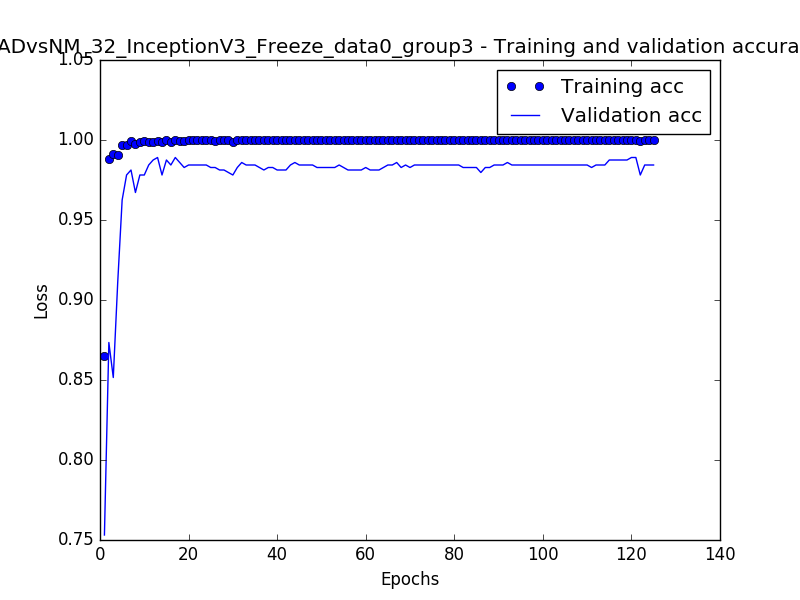 ADvsNM_32_InceptionV3_Freeze_data0_group3 - Training and validation accura
1.05
Training acc
Validation acc
1.00
0.95
0.90
Loss
0.85
0.80
0.75
0 20 40 60 80 100 120 140
Epochs